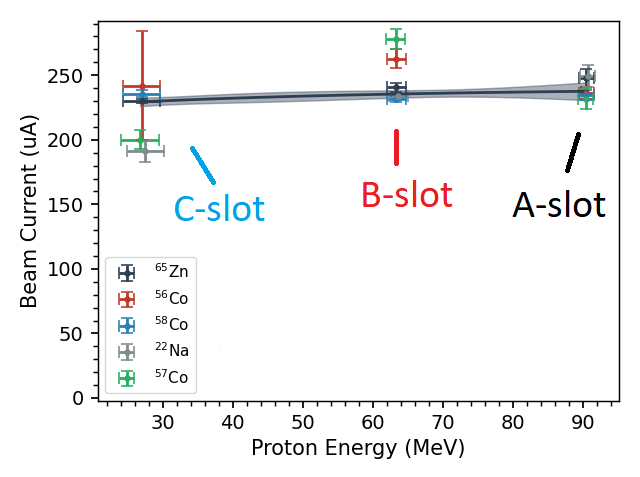 250
200
150
100
50
0
Beam Current (uA)
C-slot
B-slot
A-slot
⁶⁵Zn
⁵⁶Co
⁵⁸Co
²²Na
⁵⁷Co
30 40 50 60 70 80 90
Proton Energy (MeV)